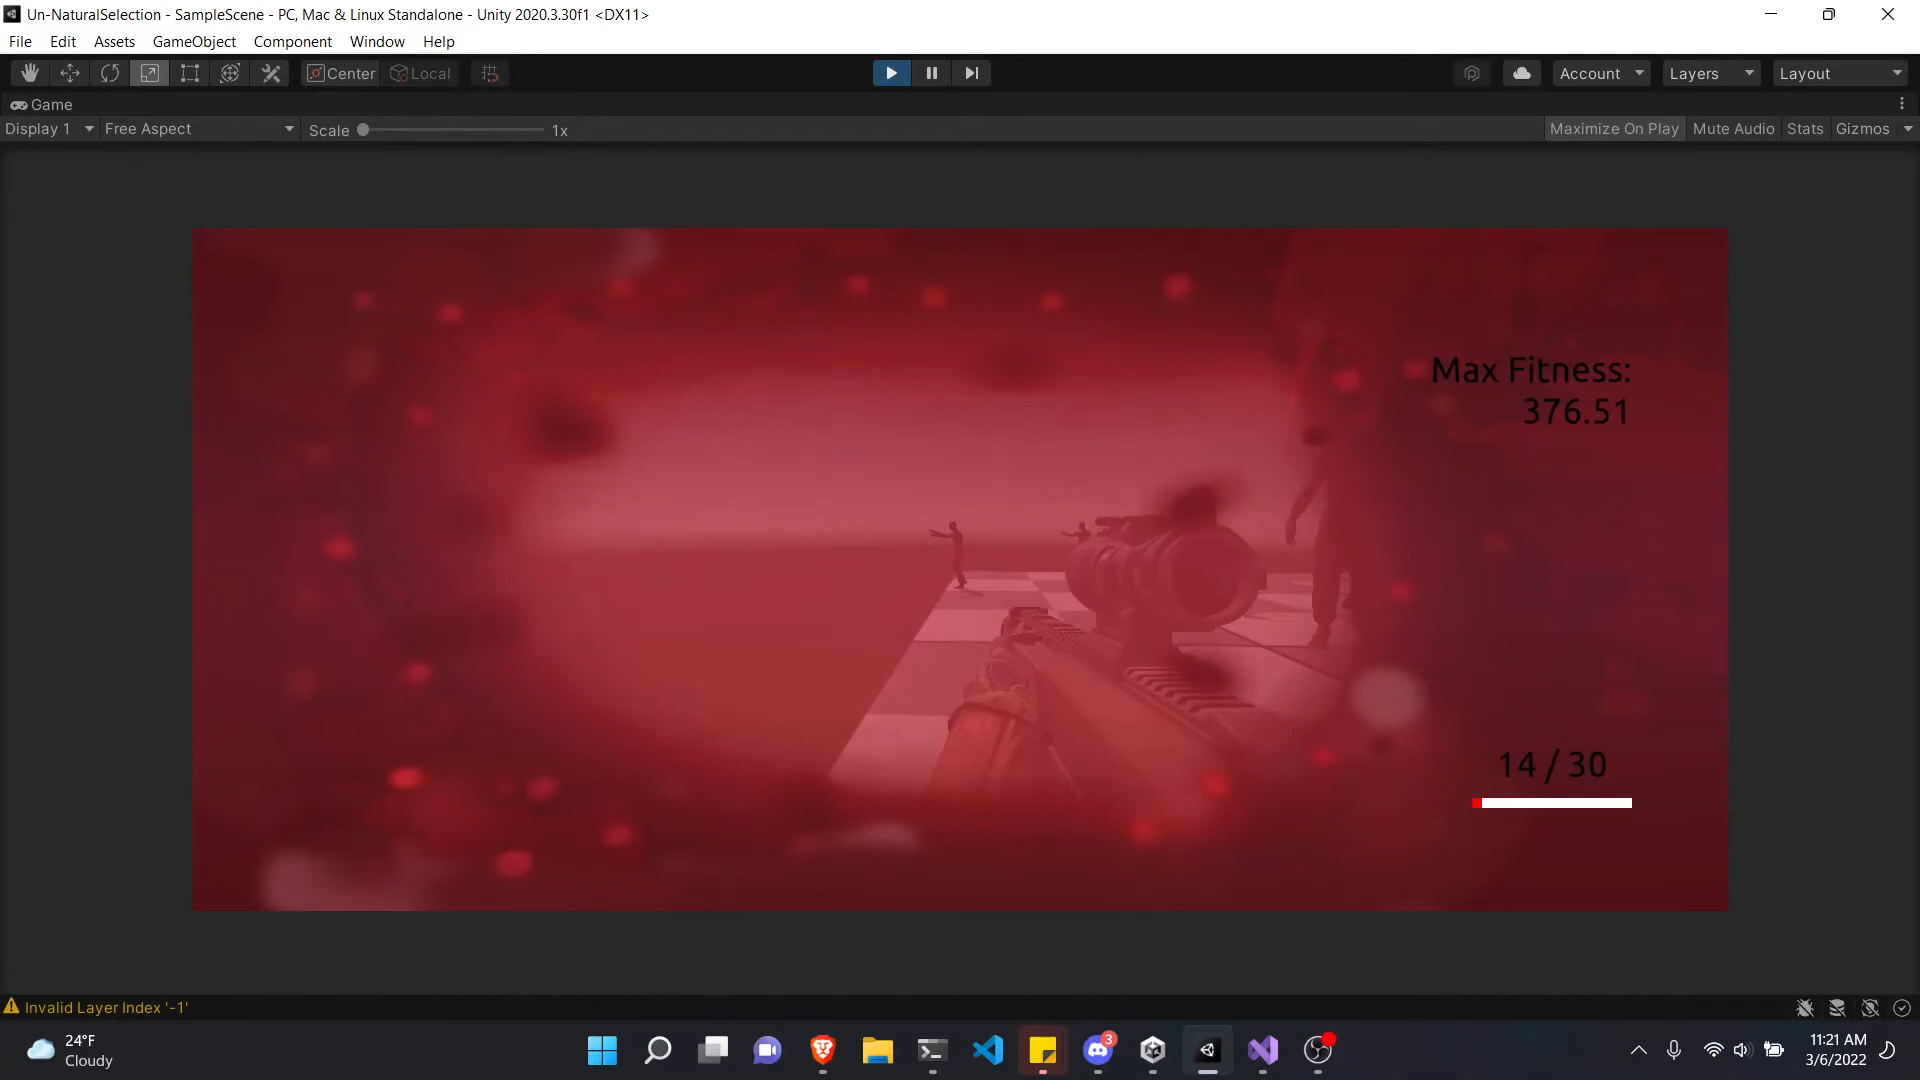 Un-NaturalSelection - SampleScene - PC, Mac & Linux Standalone - Unity 2020.3.30f1 <DX11>
File Edit Assets GameObject Component Window Help
Center Local Account Layers Layout
Game
Display 1 Free Aspect Scale 1x Maximize On Play Mute Audio Stats Gizmos
Max Fitness:
376.51
14 / 30
Invalid Layer Index '-1'
24°F
Cloudy
3
11:21 AM
3/6/2022